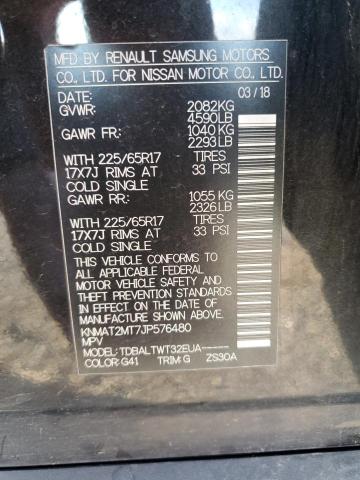 MFD BY RENAULT SAMSUNG MOTORS
CO., LTD. FOR NISSAN MOTOR CO., LTD.
DATE: 03/18
GVWR: 2082KG
4590LB
GAWR FR: 1040 KG
2293LB
WITH 225/65R17 TIRES
17X7J RIMS AT 33 PSI
COLD SINGLE
GAWR RR: 1055 KG
2326LB
WITH 225/65R17 TIRES
17X7J RIMS AT 33 PSI
COLD SINGLE
THIS VEHICLE CONFORMS TO
ALL APPLICABLE FEDERAL
MOTOR VEHICLE SAFETY
AND THEFT PREVENTION
STANDARDS IN EFFECT ON
THE DATE OF MANUFACTURE
SHOWN ABOVE.
KNMAT2MT7JP576480
MPV
MODEL: TDBALTWT32EUA------
COLOR: G41 TRIM: G ZS30A